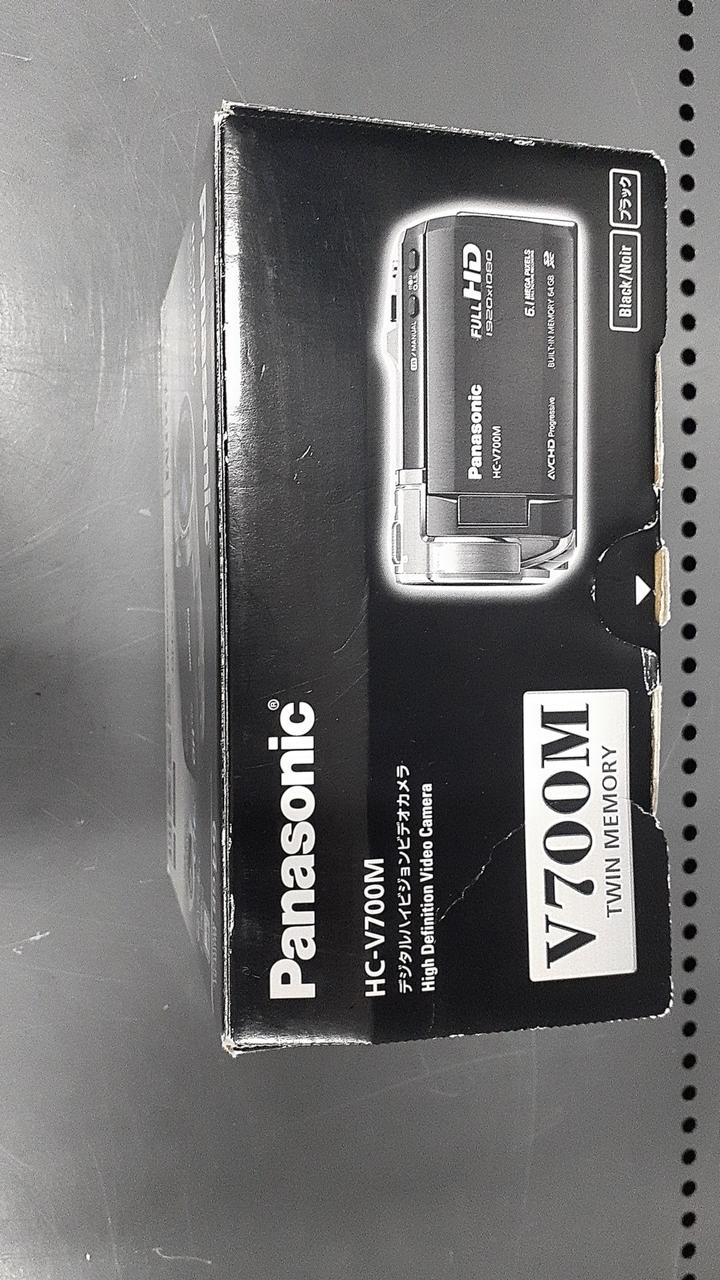 Panasonic®
HC-V700M
デジタルハイビジョンビデオカメラ
High Definition Video Camera
V700M
TWIN MEMORY
/MANUAL
O.I.S.
Panasonic
HC-V700M
FULL HD
1920x1080
6.1 MEGA PIXELS
AVCHD Progressive
BUILT-IN MEMORY 64GB
Black/Noir
ブラック